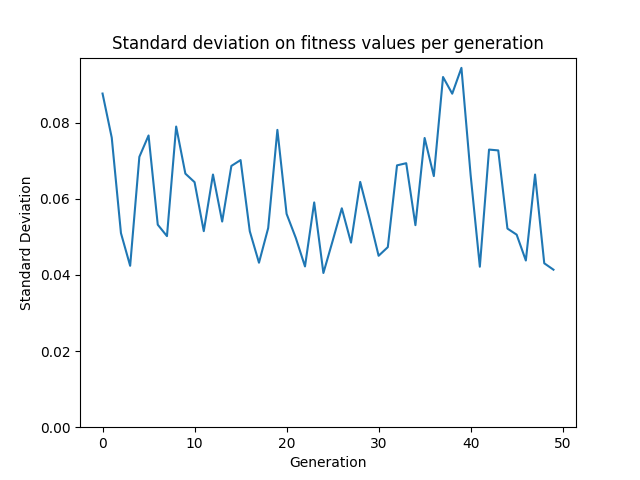 Standard deviation on fitness values per generation
Standard Deviation
0.08
0.06
0.04
0.02
0.00
0 10 20 30 40 50
Generation